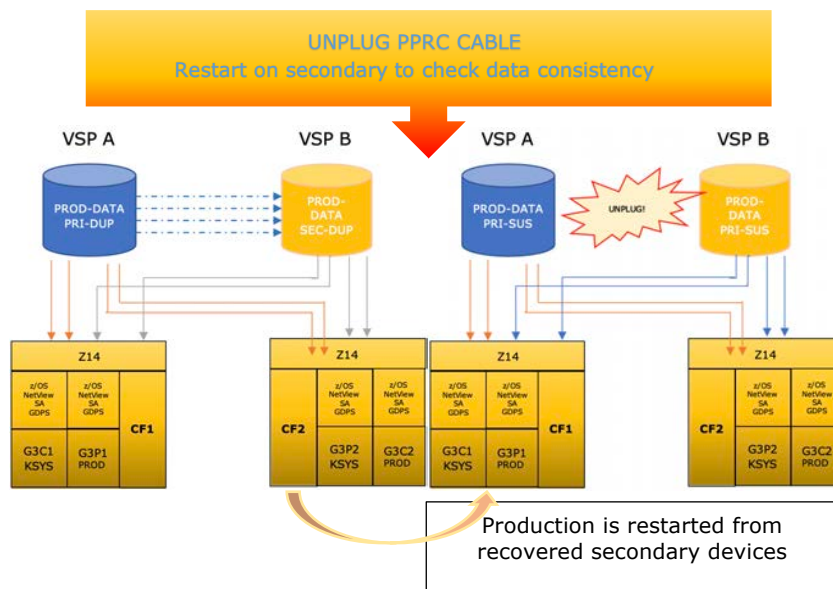 UNPLUG PPRC CABLE
Restart on secondary to check data consistency
VSP A
VSP B
VSP A
VSP B
PROD-DATA
PRI-DUP
PROD-
DATA
SEC-DUP
PROD-DATA
PRI-SUS
UNPLUG!
PROD-
DATA
PRI-SUS
Z14
z/OS
NetView
SA
GDPS
z/OS
NetView
SA
GDPS
CF1
G3C1
KSYS
G3P1
PROD
Z14
CF2
z/OS
NetView
SA
GDPS
z/OS
NetView
SA
GDPS
G3P2
KSYS
G3C2
PROD
Z14
z/OS
NetView
SA
GDPS
z/OS
NetView
SA
GDPS
CF1
G3C1
KSYS
G3P1
PROD
Z14
CF2
z/OS
NetView
SA
GDPS
z/OS
NetView
SA
GDPS
G3P2
KSYS
G3C2
PROD
Production is restarted from
recovered secondary devices